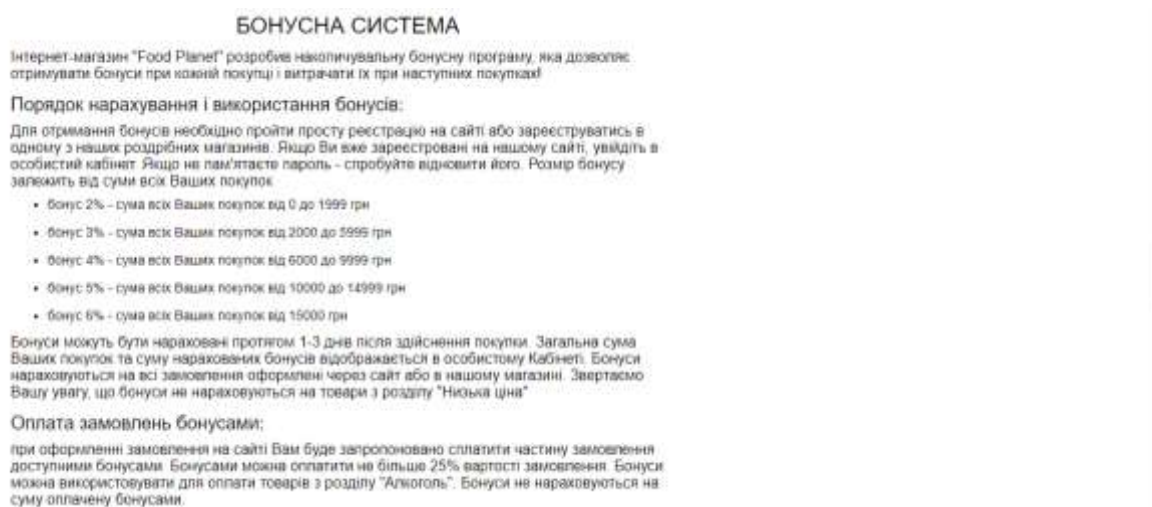 БОНУСНА СИСТЕМА
Інтернет-магазин "Food Planet" розробив накопичувальну бонусну програму, яка дозволяє
отримувати бонуси при кожній покупці і витрачати їх при наступних покупках!
Порядок нарахування і використання бонусів:
Для отримання бонусів необхідно пройти просту реєстрацію на сайті або зареєструватись в
одному з наших роздрібних магазинів. Якщо Ви вже зареєстровані на нашому сайті, увійдіть в
особистий кабінет. Якщо не пам'ятаєте пароль - спробуйте відновити його. Розмір бонусу
залежить від суми всіх Ваших покупок
• бонус 2% - сума всіх Ваших покупок від 0 до 1999 грн
• бонус 3% - сума всіх Ваших покупок від 2000 до 5999 грн
• бонус 4% - сума всіх Ваших покупок від 6000 до 9999 грн
• бонус 5% - сума всіх Ваших покупок від 10000 до 14999 грн
• бонус 6% - сума всіх Ваших покупок від 15000 грн
Бонуси можуть бути нараховані протягом 1-3 днів після здійснення покупки. Загальна сума
Ваших покупок та суму нарахованих бонусів відображається в особистому Кабінеті. Бонуси
нараховуються на всі замовлення оформлені через сайт або в нашому магазині. Звертаємо
Вашу увагу, що бонуси не нараховуються на товари з розділу "Низька ціна"
Оплата замовлень бонусами:
при оформленні замовлення на сайті Вам буде запропоновано сплатити частину замовлення
доступними бонусами. Бонусами можна оплатити не більше 25% вартості замовлення. Бонуси
можна використовувати для оплати товарів з розділу "Алкоголь". Бонуси не нараховуються на
суму оплачену бонусами.